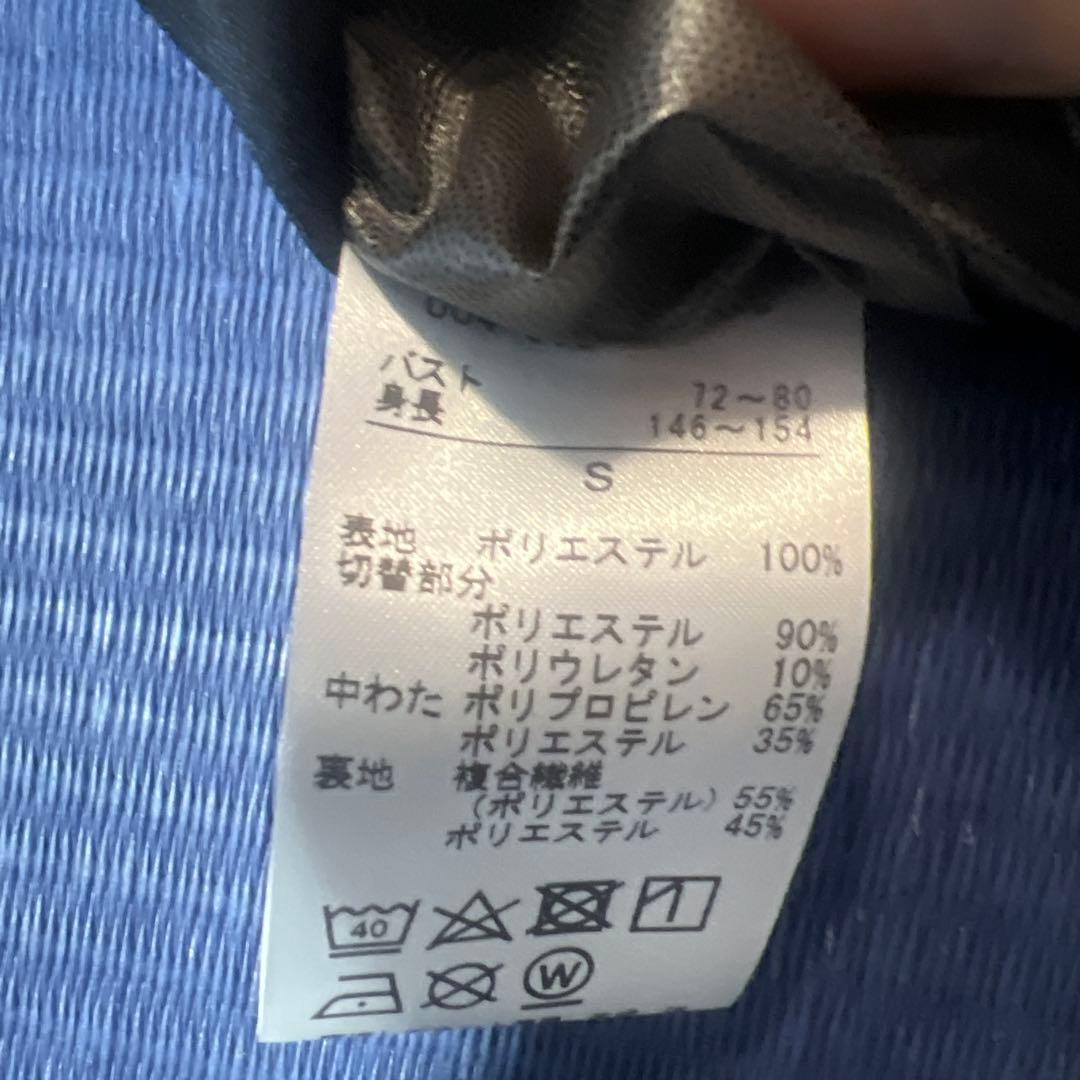 バスト 72～80
身長 146～154
S
表地 ポリエステル 100%
切替部分
ポリエステル 90%
ポリウレタン 10%
中わた ポリプロピレン 65%
ポリエステル 35%
裏地 複合繊維
(ポリエステル) 55%
ポリエステル 45%
40
W